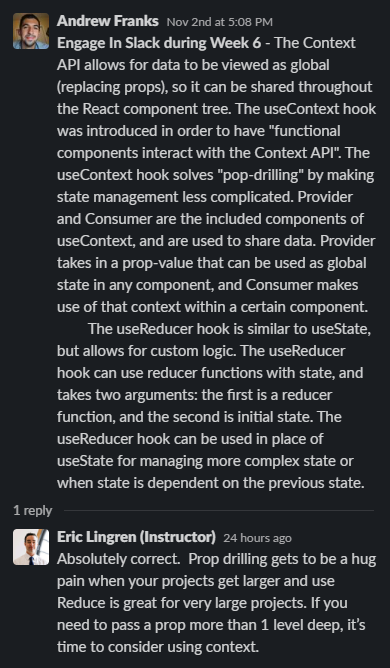 Andrew Franks Nov 2nd at 5:08 PM
Engage In Slack during Week 6 - The Context
API allows for data to be viewed as global
(replacing props), so it can be shared throughout
the React component tree. The useContext hook
was introduced in order to have "functional
components interact with the Context API". The
useContext hook solves "pop-drilling" by making
state management less complicated. Provider
and Consumer are the included components of
useContext, and are used to share data. Provider
takes in a prop-value that can be used as global
state in any component, and Consumer makes
use of that context within a certain component.
The useReducer hook is similar to useState,
but allows for custom logic. The useReducer
hook can use reducer functions with state, and
takes two arguments: the first is a reducer
function, and the second is initial state. The
useReducer hook can be used in place of
useState for managing more complex state or
when state is dependent on the previous state.
1 reply
Eric Lingren (Instructor) 24 hours ago
Absolutely correct. Prop drilling gets to be a hug
pain when your projects get larger and use
Reduce is great for very large projects. If you
need to pass a prop more than 1 level deep, it's
time to consider using context.